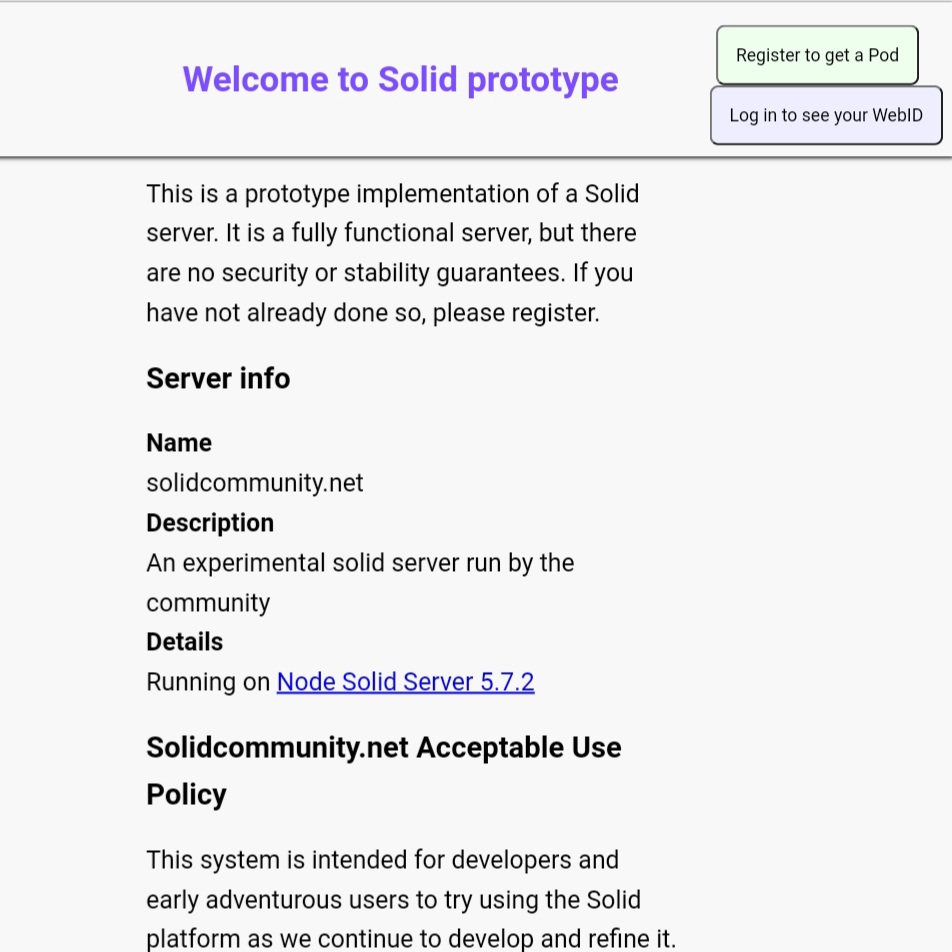 Welcome to Solid prototype
Register to get a Pod
Log in to see your WebID
This is a prototype implementation of a Solid
server. It is a fully functional server, but there
are no security or stability guarantees. If you
have not already done so, please register.
Server info
Name
solidcommunity.net
Description
An experimental solid server run by the
community
Details
Running on Node Solid Server 5.7.2
Solidcommunity.net Acceptable Use
Policy
This system is intended for developers and
early adventurous users to try using the Solid
platform as we continue to develop and refine it.